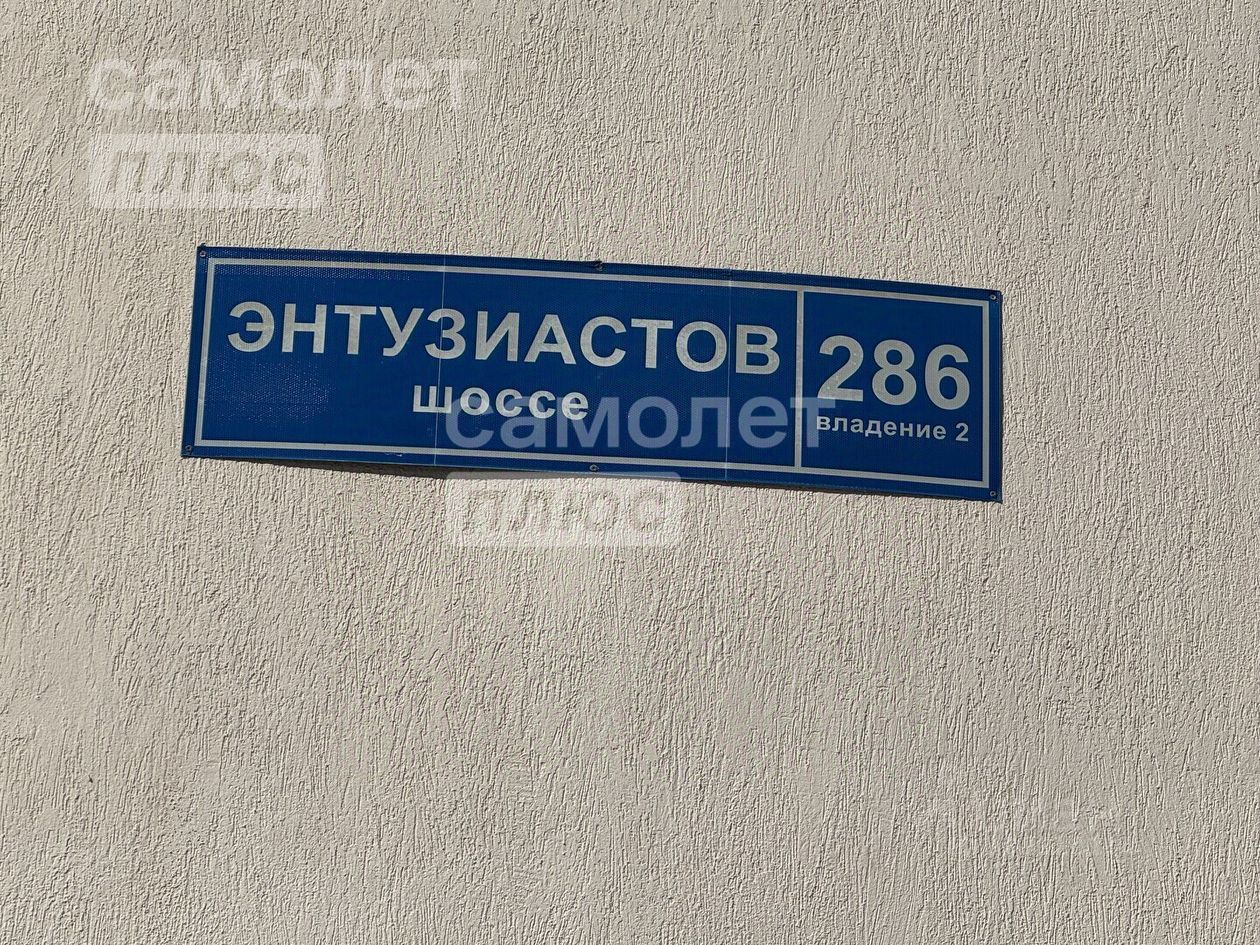 самолет
плюс
ЭНТУЗИАСТОВ
шоссе
286
владение 2
самолет
плюс